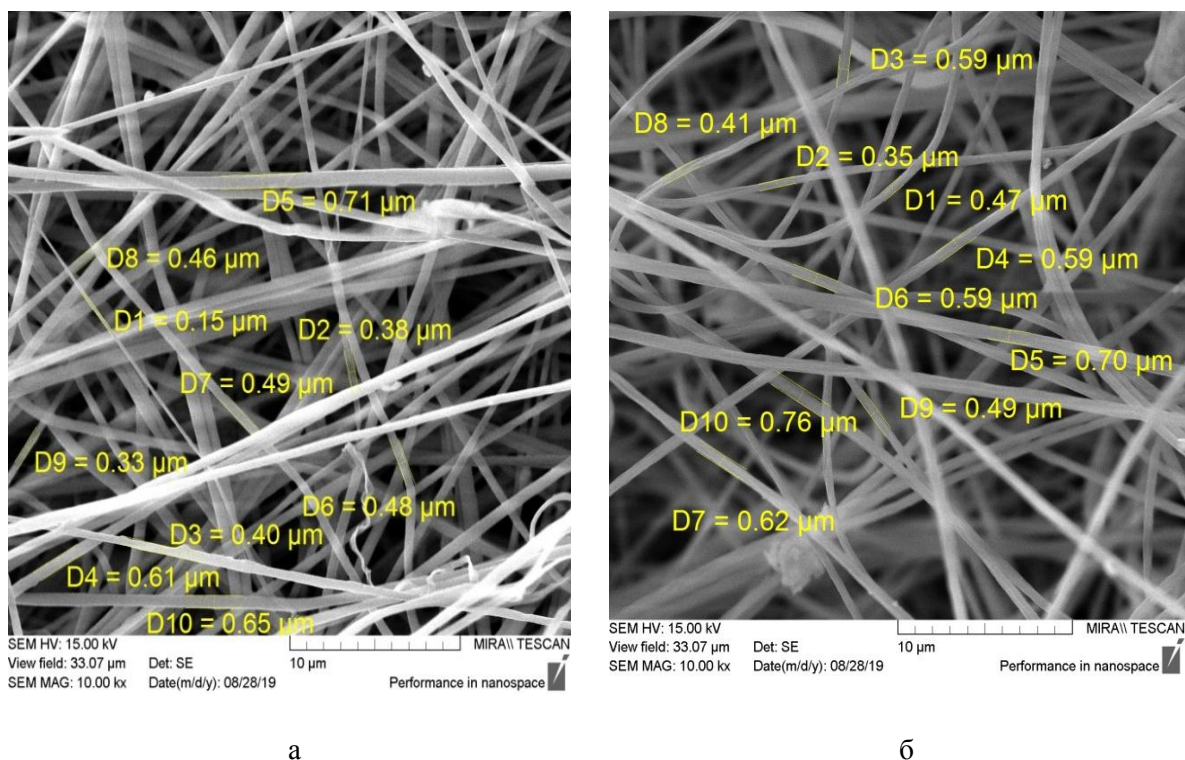 D5 = 0.71 µm
D8 = 0.46 µm
D1 = 0.15 µm
D2 = 0.38 µm
D7 = 0.49 µm
D9 = 0.33 µm
D6 = 0.48 µm
D3 = 0.40 µm
D4 = 0.61 µm
D10 = 0.65 µm
SEM HV: 15.00 kV
MIRA\\ TESCAN
View field: 33.07 µm Det: SE 10 µm
SEM MAG: 10.00 kx Date(m/d/y): 08/28/19 Performance in nanospace
а
D3 = 0.59 µm
D8 = 0.41 µm
D2 = 0.35 µm
D1 = 0.47 µm
D4 = 0.59 µm
D6 = 0.59 µm
D5 = 0.70 µm
D9 = 0.49 µm
D10 = 0.76 µm
D7 = 0.62 µm
SEM HV: 15.00 kV
MIRA\\ TESCAN
View field: 33.07 µm Det: SE 10 µm
SEM MAG: 10.00 kx Date(m/d/y): 08/28/19 Performance in nanospace
б